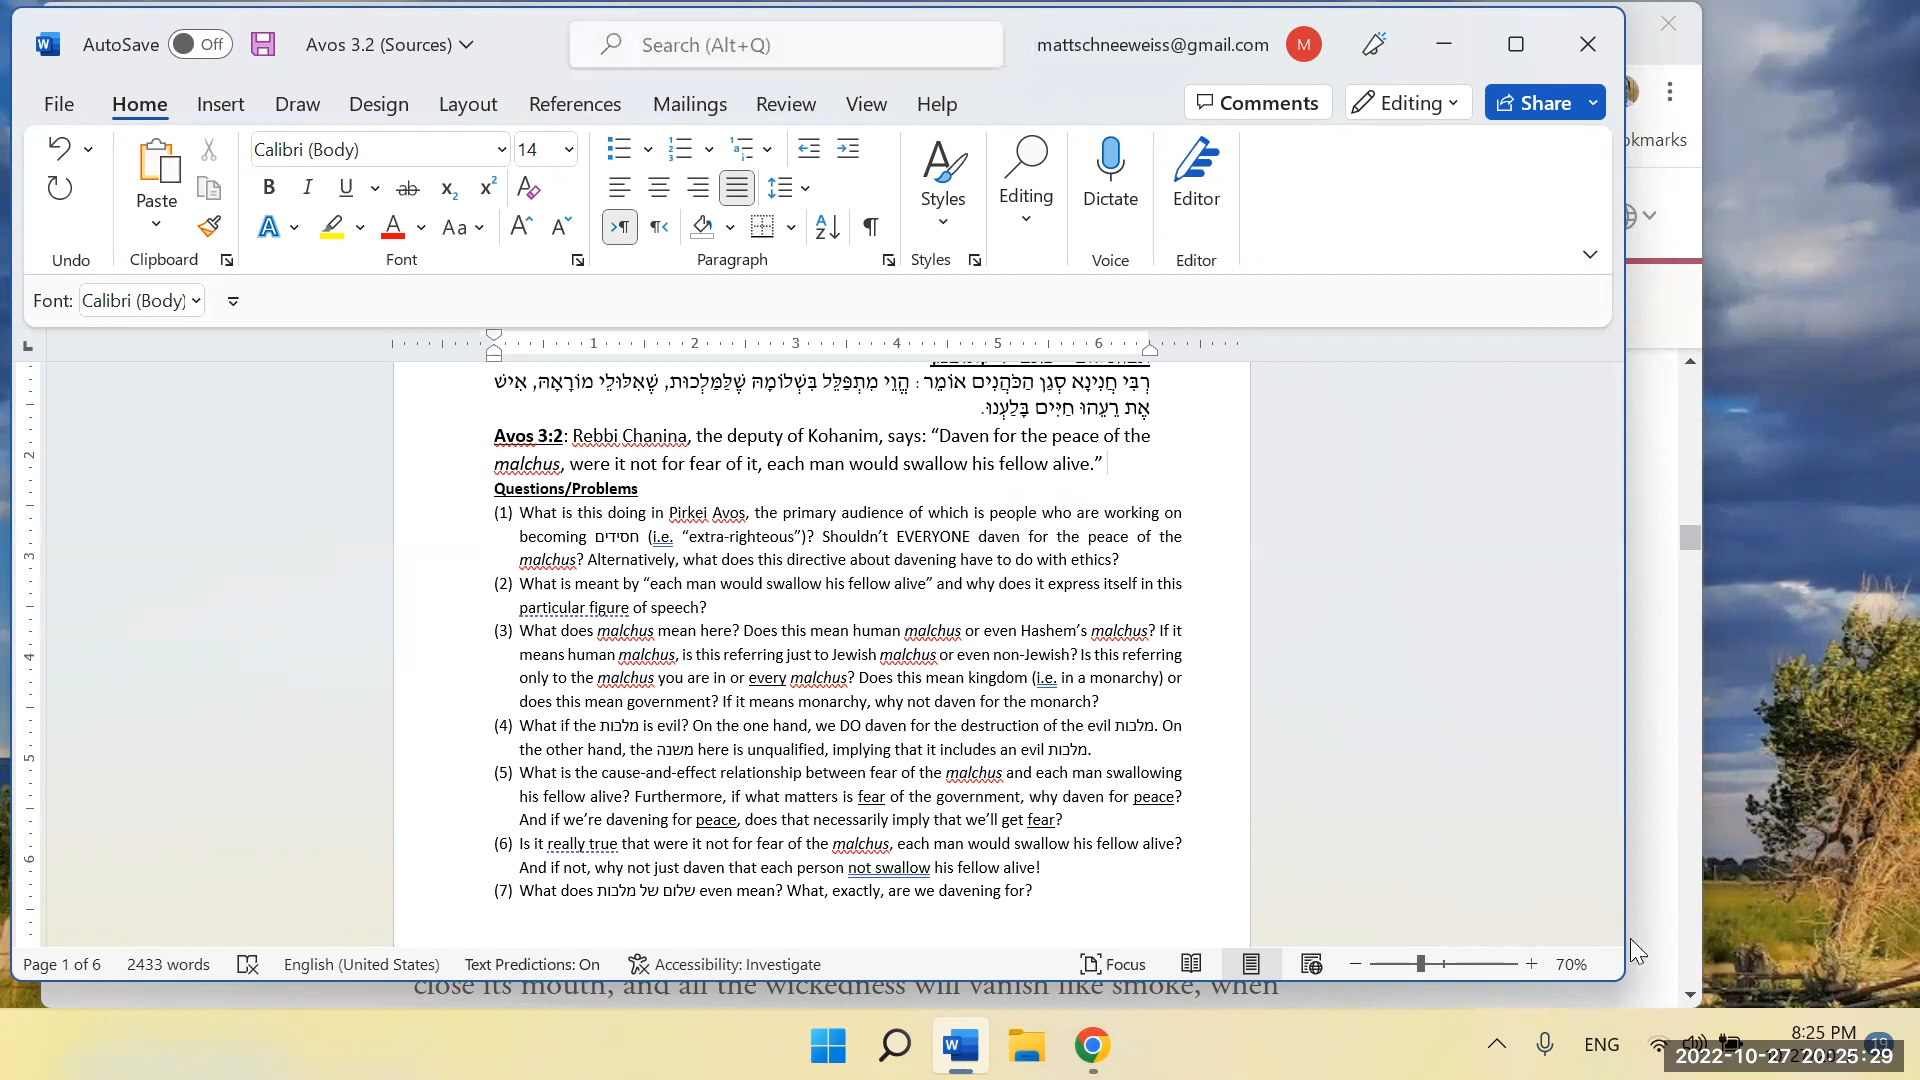 AutoSave Off Avos 3.2 (Sources) Search (Alt+Q) mattschneeweiss@gmail.com M
File Home Insert Draw Design Layout References Mailings Review View Help Comments Editing Share
Calibri (Body) 14
Paste
Styles
Editing
Dictate
Editor
Undo Clipboard Font Paragraph Styles Voice Editor
Font: Calibri (Body)
1 2 3 4 5 6
רְבִּי חֲנִינָא סְגַן הַכֹּהֲנִים אוֹמֵר: הֱוֵי מִתְפַּלֵּל בִּשְׁלוֹמָהּ שֶׁלַּמַּלְכוּת, שֶׁאִלּוּלֵי מוֹרָאָהּ, אִישׁ
אֶת רֵעֵהוּ חַיִּים בָּלַעְנוּ.
Avos 3:2: Rebbi Chanina, the deputy of Kohanim, says: “Daven for the peace of the
malchus, were it not for fear of it, each man would swallow his fellow alive.”
Questions/Problems
(1) What is this doing in Pirkei Avos, the primary audience of which is people who are working on
becoming חסידים (i.e. “extra-righteous”)? Shouldn’t EVERYONE daven for the peace of the
malchus? Alternatively, what does this directive about davening have to do with ethics?
(2) What is meant by “each man would swallow his fellow alive” and why does it express itself in this
particular figure of speech?
(3) What does malchus mean here? Does this mean human malchus or even Hashem’s malchus? If it
means human malchus, is this referring just to Jewish malchus or even non-Jewish? Is this referring
only to the malchus you are in or every malchus? Does this mean kingdom (i.e. in a monarchy) or
does this mean government? If it means monarchy, why not daven for the monarch?
(4) What if the מלכות is evil? On the one hand, we DO daven for the destruction of the evil מלכות. On
the other hand, the משנה here is unqualified, implying that it includes an evil מלכות.
(5) What is the cause-and-effect relationship between fear of the malchus and each man swallowing
his fellow alive? Furthermore, if what matters is fear of the government, why daven for peace?
And if we’re davening for peace, does that necessarily imply that we’ll get fear?
(6) Is it really true that were it not for fear of the malchus, each man would swallow his fellow alive?
And if not, why not just daven that each person not swallow his fellow alive!
(7) What does שלום של מלכות even mean? What, exactly, are we davening for?
Page 1 of 6 2433 words English (United States) Text Predictions: On Accessibility: Investigate Focus 70%
close its mouth, and all the wickedness will vanish like smoke, when
ENG 8:25 PM
2022-10-27 20:25:29